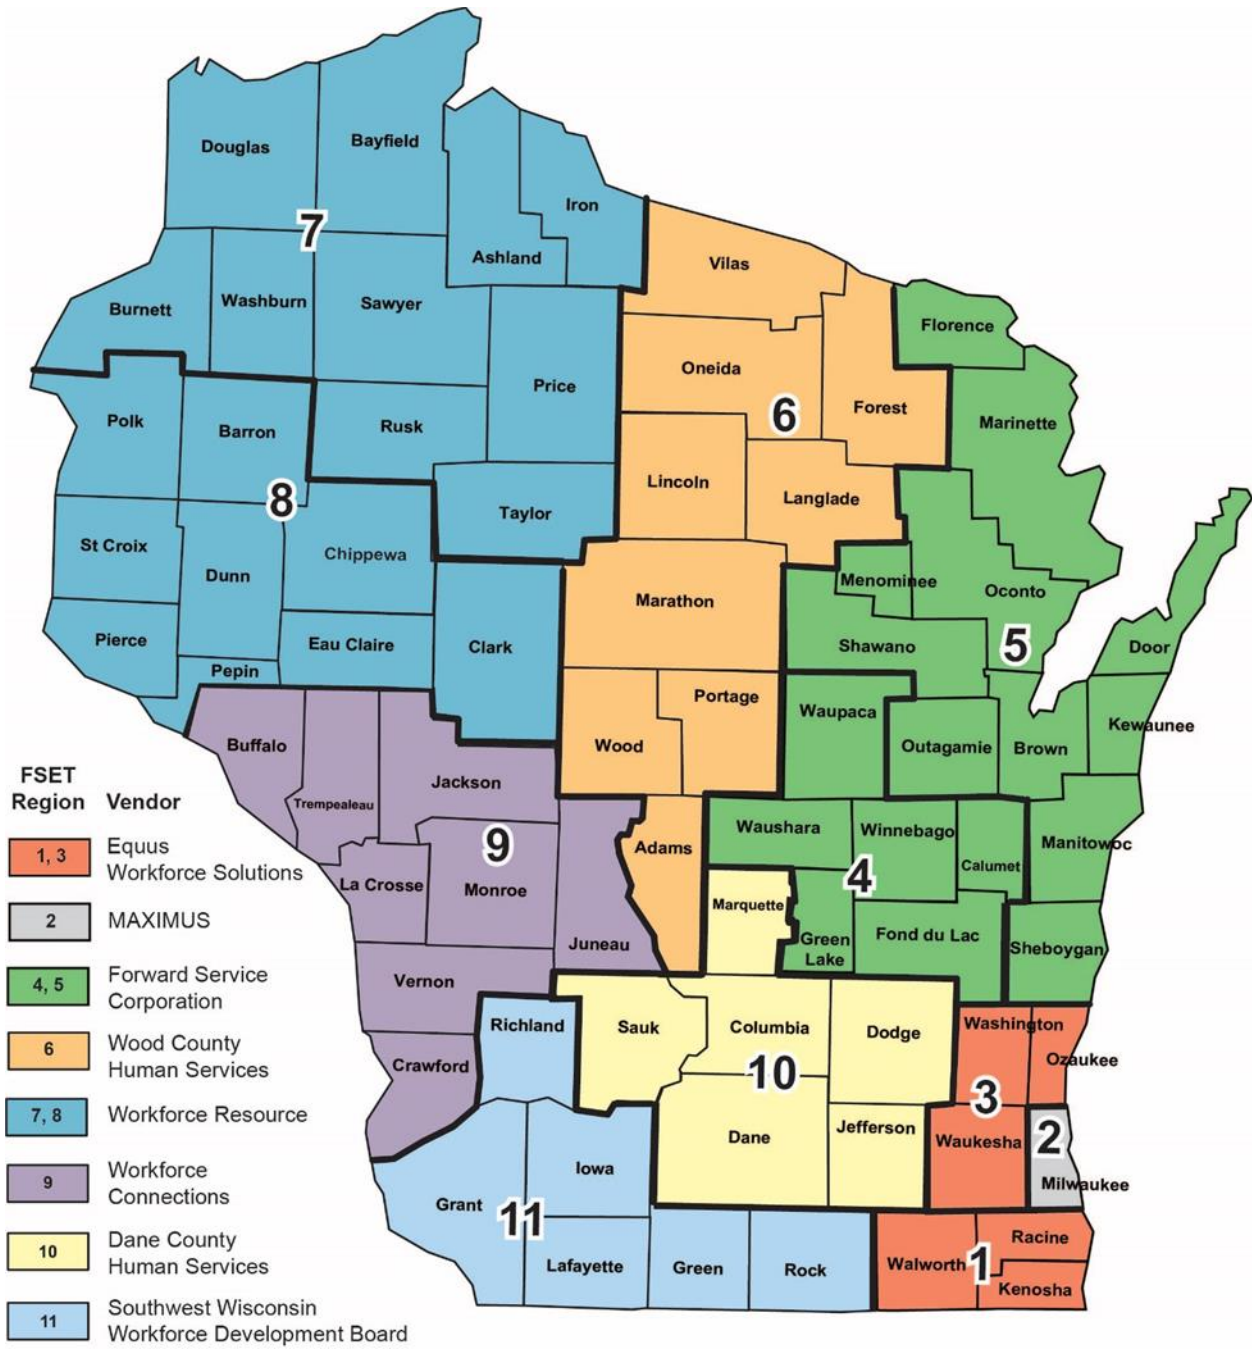 Douglas
Bayfield
Iron
7
Ashland
Vilas
Burnett
Washburn
Sawyer
Florence
Oneida
Price
Forest
6
Marinette
Polk
Barron
Rusk
Lincoln
Langlade
8
Taylor
St Croix
Chippewa
Dunn
Menominee
Oconto
Marathon
Pierce
Eau Claire
Clark
Shawano
5
Door
Pepin
Portage
Waupaca
Kewaunee
Buffalo
Wood
Outagamie
Brown
Jackson
Trempealeau
Waushara
Winnebago
Manitowoc
9
Adams
Calumet
La Crosse
Monroe
4
Marquette
Juneau
Green
Lake
Fond du Lac
Sheboygan
Vernon
Richland
Sauk
Columbia
Dodge
Washington
Crawford
10
Ozaukee
3
Dane
Jefferson
Waukesha
2
Iowa
Milwaukee
Grant
11
Lafayette
Green
Rock
Walworth
1
Racine
Kenosha
FSET
Region Vendor
1, 3 Equus
Workforce Solutions
2 MAXIMUS
4, 5 Forward Service
Corporation
6 Wood County
Human Services
7, 8 Workforce Resource
9 Workforce
Connections
10 Dane County
Human Services
11 Southwest Wisconsin
Workforce Development Board